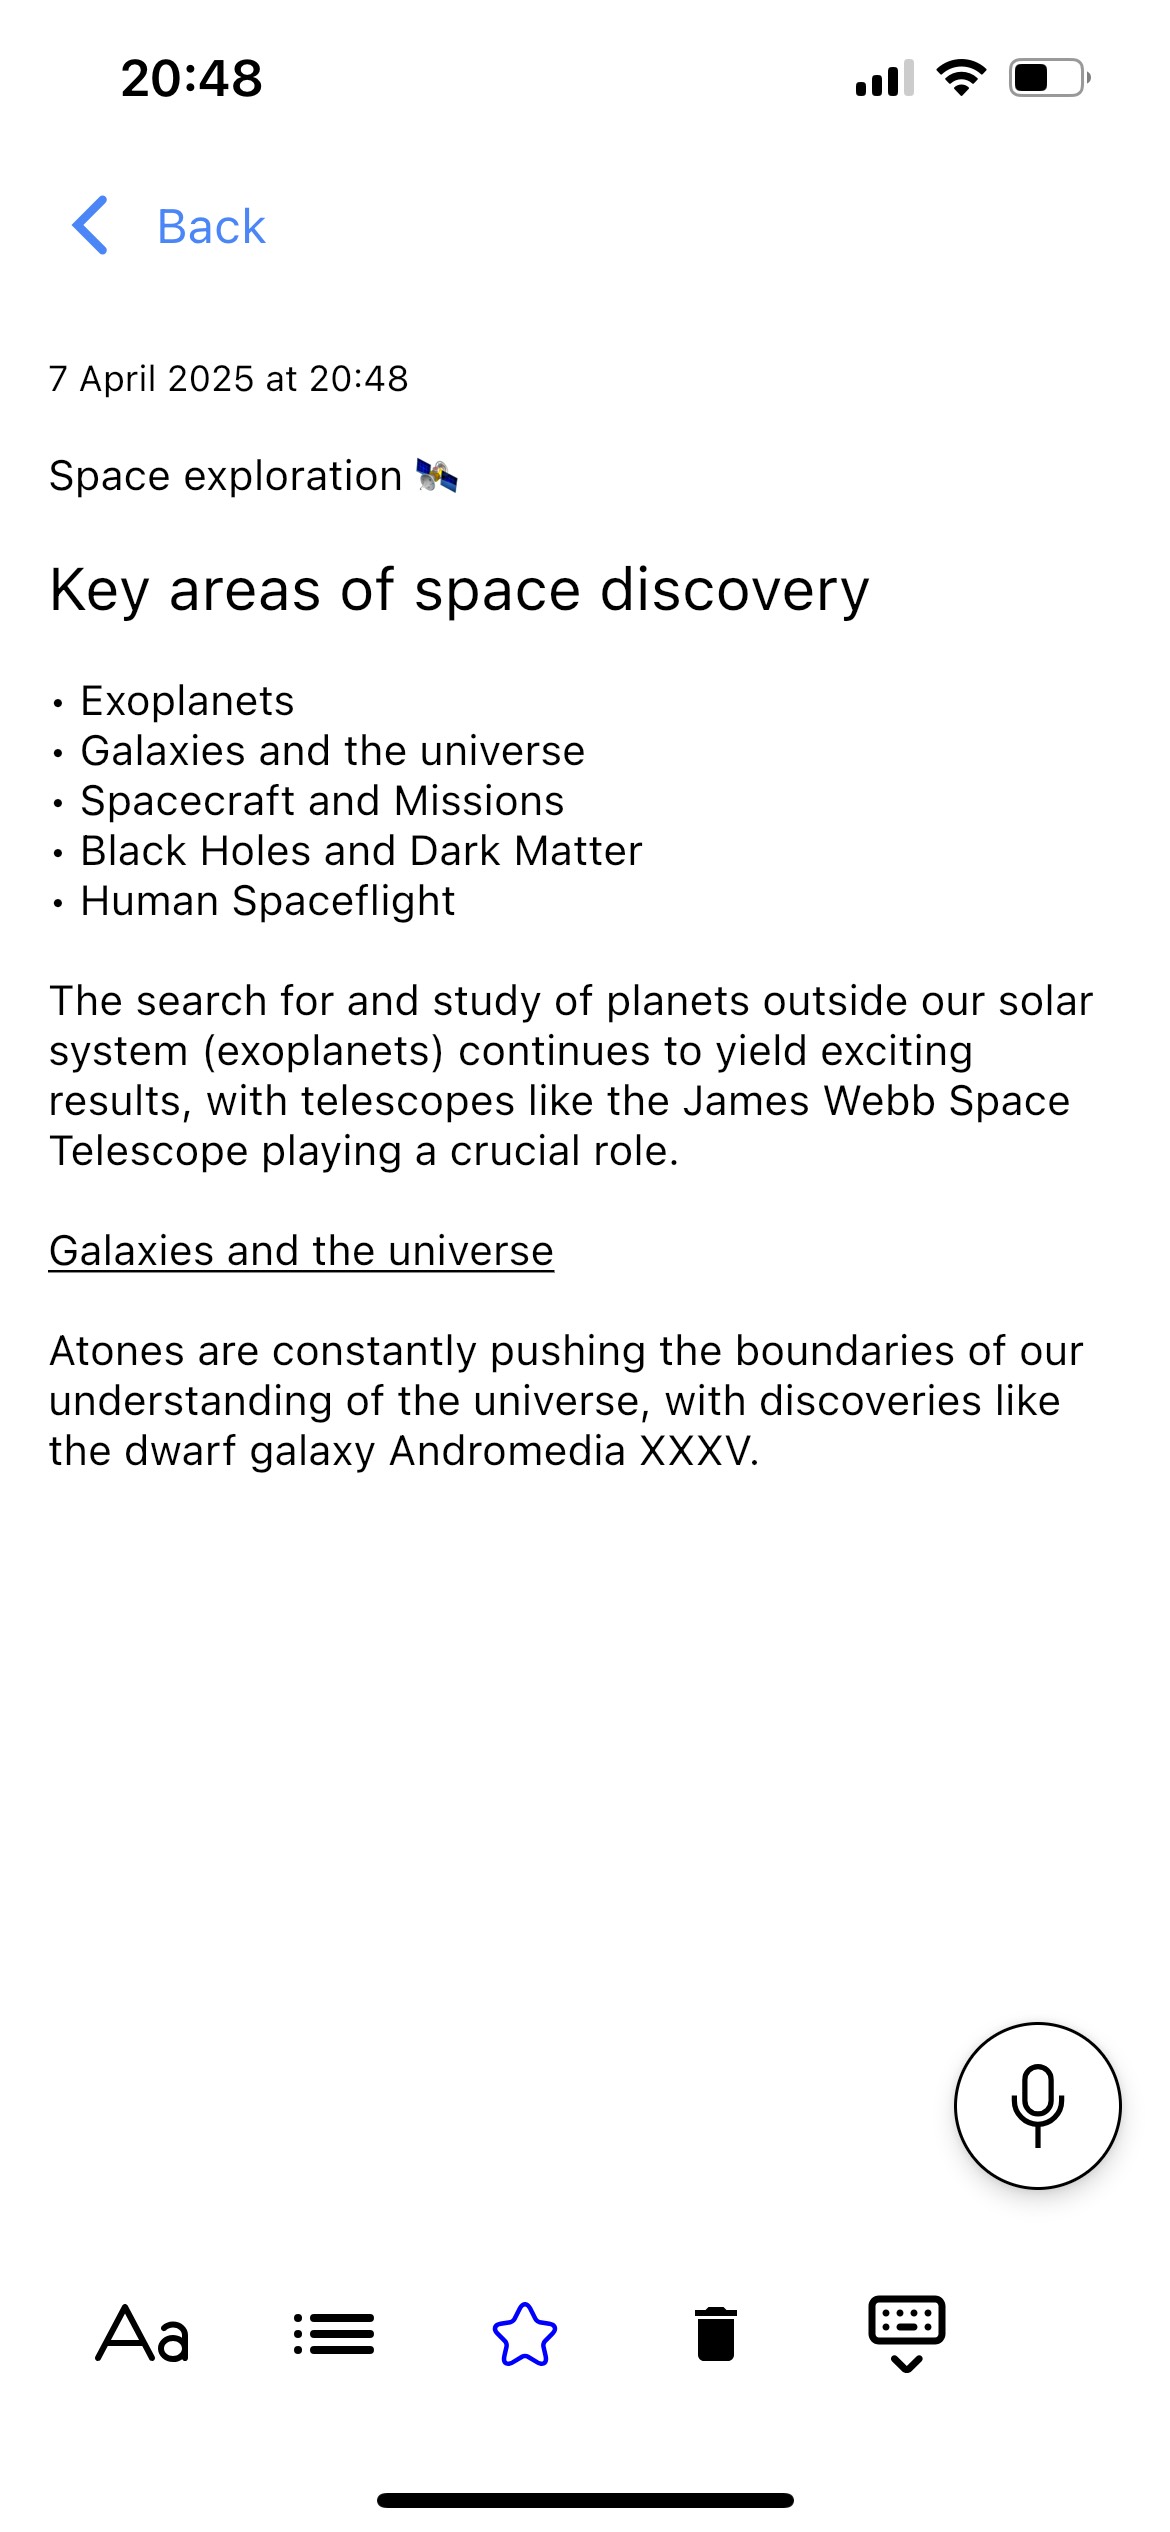 20:48
Back
7 April 2025 at 20:48
Space exploration 🛰️
Key areas of space discovery
• Exoplanets
• Galaxies and the universe
• Spacecraft and Missions
• Black Holes and Dark Matter
• Human Spaceflight
The search for and study of planets outside our solar
system (exoplanets) continues to yield exciting
results, with telescopes like the James Webb Space
Telescope playing a crucial role.
Galaxies and the universe
Atones are constantly pushing the boundaries of our
understanding of the universe, with discoveries like
the dwarf galaxy Andromedia XXXV.
Aa